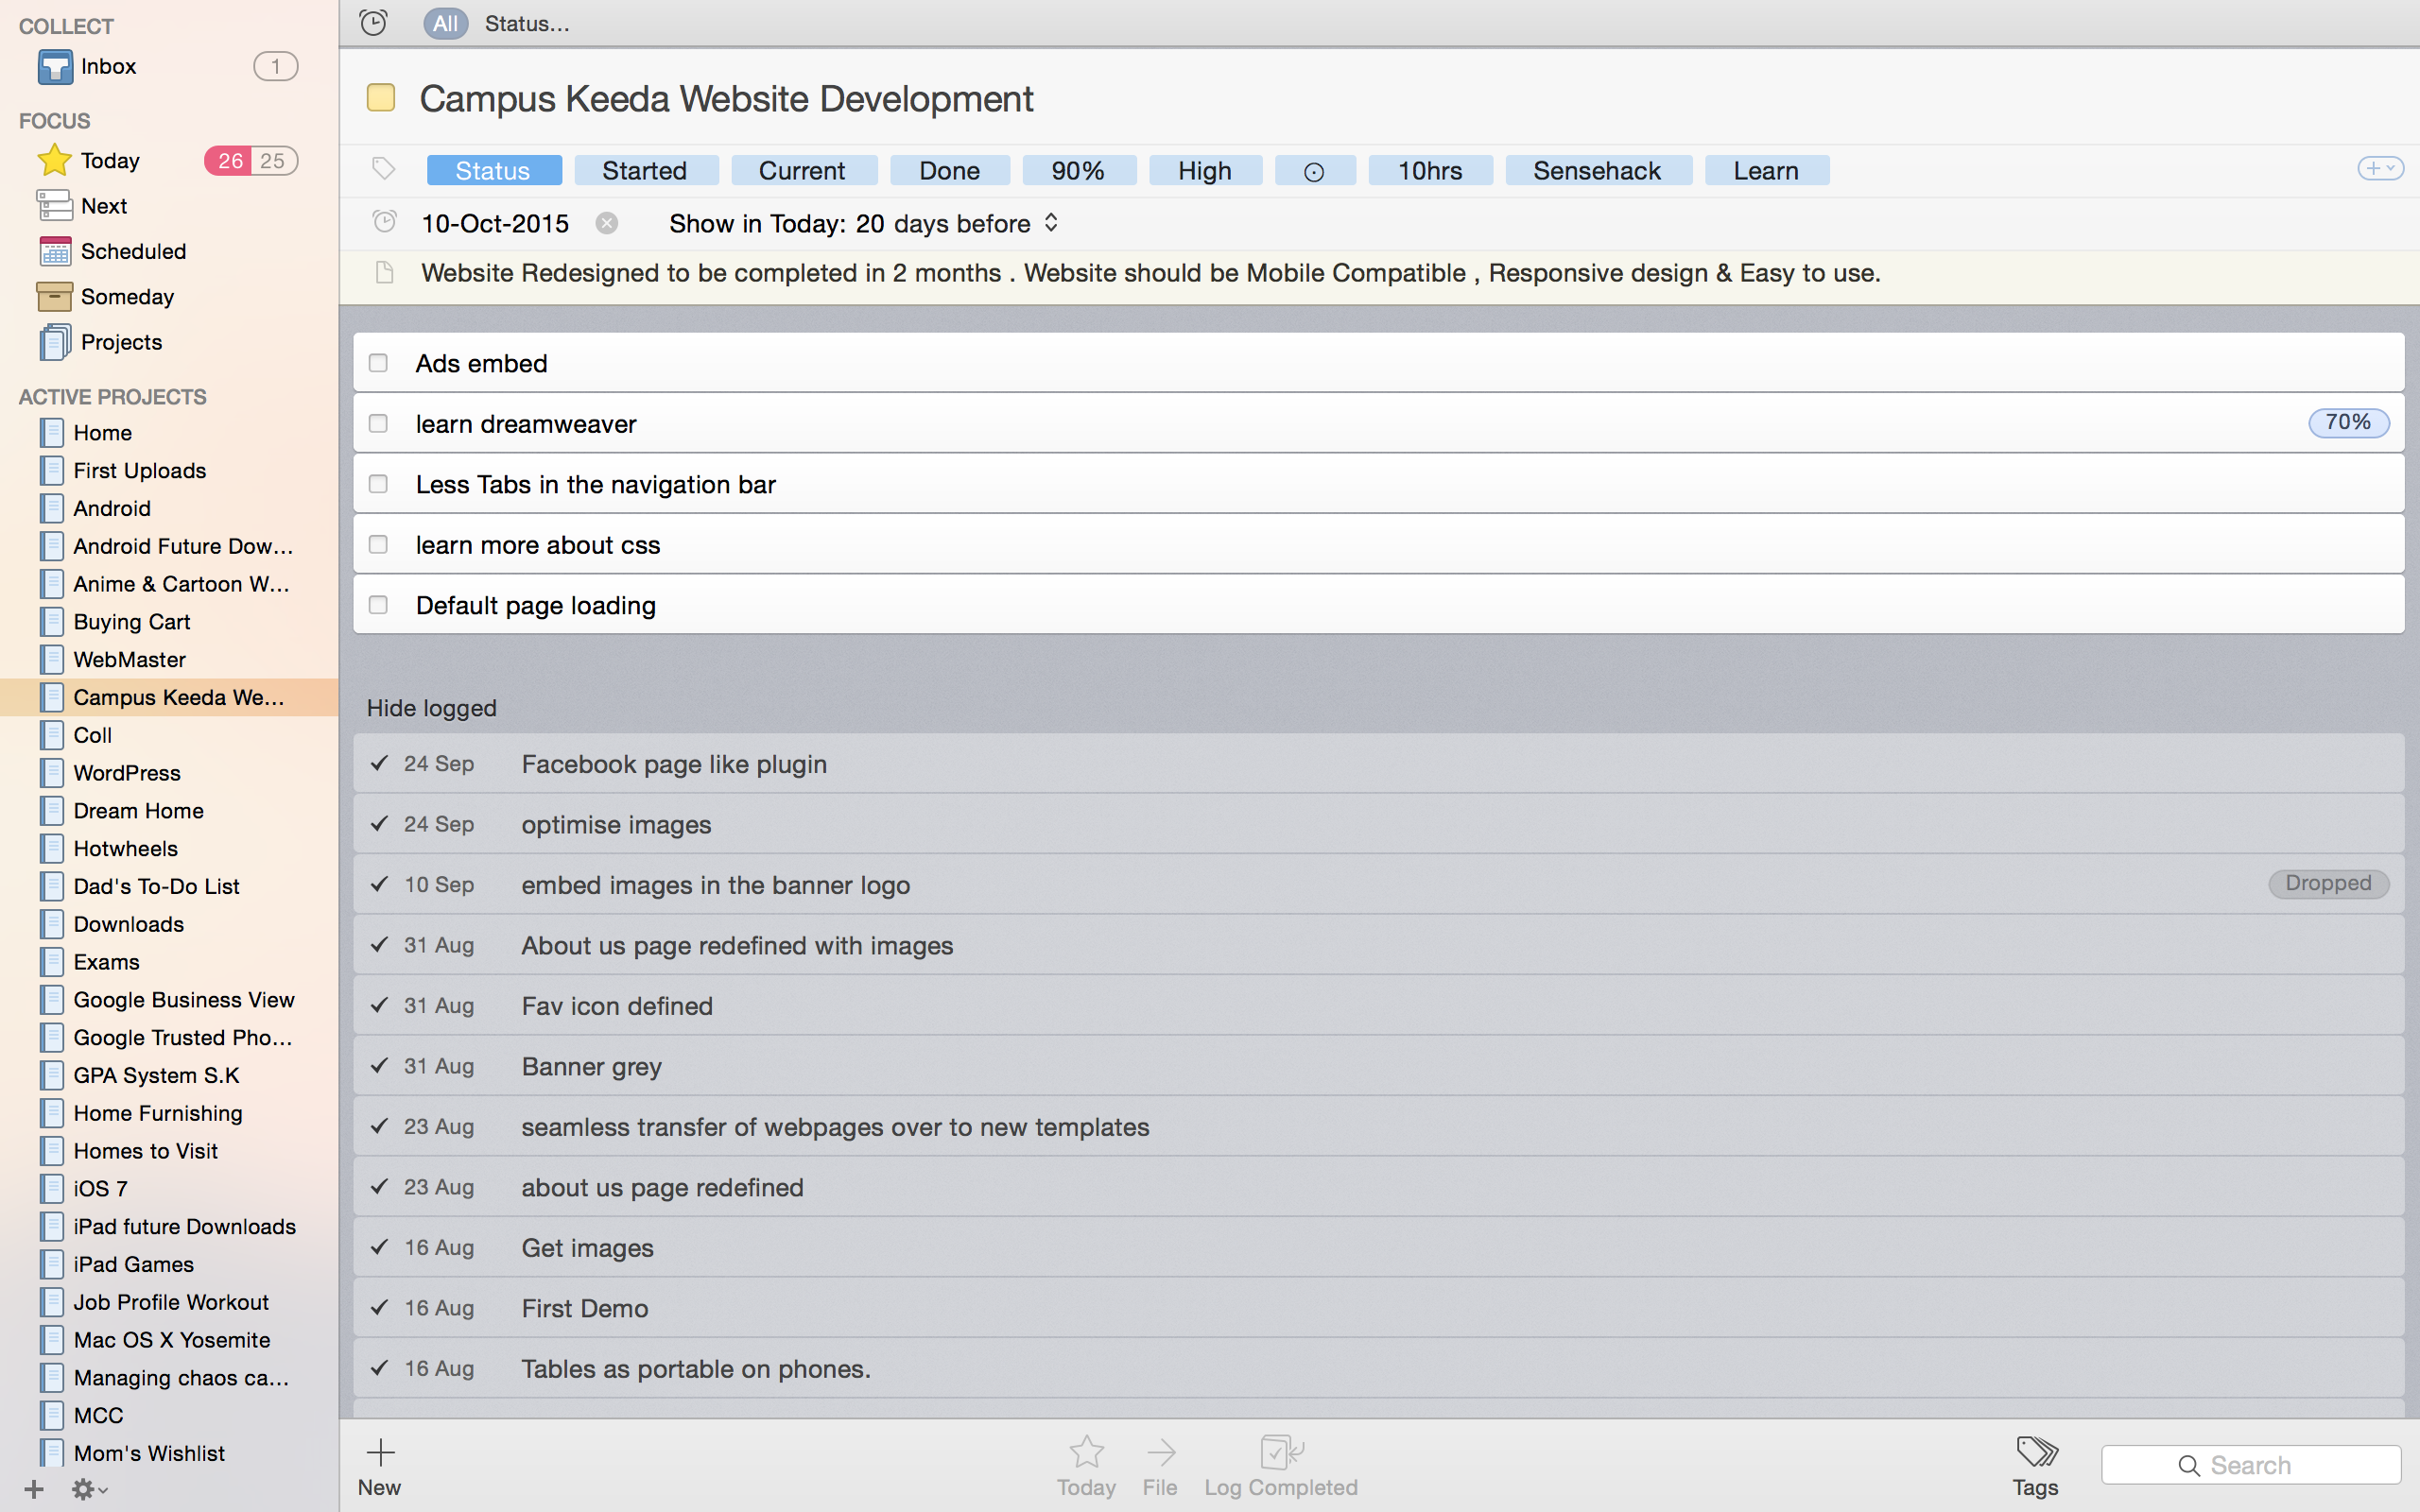 COLLECT
Inbox 1
FOCUS
Today 26 25
Next
Scheduled
Someday
Projects
ACTIVE PROJECTS
Home
First Uploads
Android
Android Future Dow...
Anime & Cartoon W...
Buying Cart
WebMaster
Campus Keeda We...
Coll
WordPress
Dream Home
Hotwheels
Dad's To-Do List
Downloads
Exams
Google Business View
Google Trusted Pho...
GPA System S.K
Home Furnishing
Homes to Visit
iOS 7
iPad future Downloads
iPad Games
Job Profile Workout
Mac OS X Yosemite
Managing chaos ca...
MCC
Mom's Wishlist
All Status...
Campus Keeda Website Development
Status Started Current Done 90% High 10hrs Sensehack Learn
10-Oct-2015 Show in Today: 20 days before
Website Redesigned to be completed in 2 months . Website should be Mobile Compatible , Responsive design & Easy to use.
Ads embed
learn dreamweaver 70%
Less Tabs in the navigation bar
learn more about css
Default page loading
Hide logged
24 Sep Facebook page like plugin
24 Sep optimise images
10 Sep embed images in the banner logo Dropped
31 Aug About us page redefined with images
31 Aug Fav icon defined
31 Aug Banner grey
23 Aug seamless transfer of webpages over to new templates
23 Aug about us page redefined
16 Aug Get images
16 Aug First Demo
16 Aug Tables as portable on phones.
New Today File Log Completed Tags Search